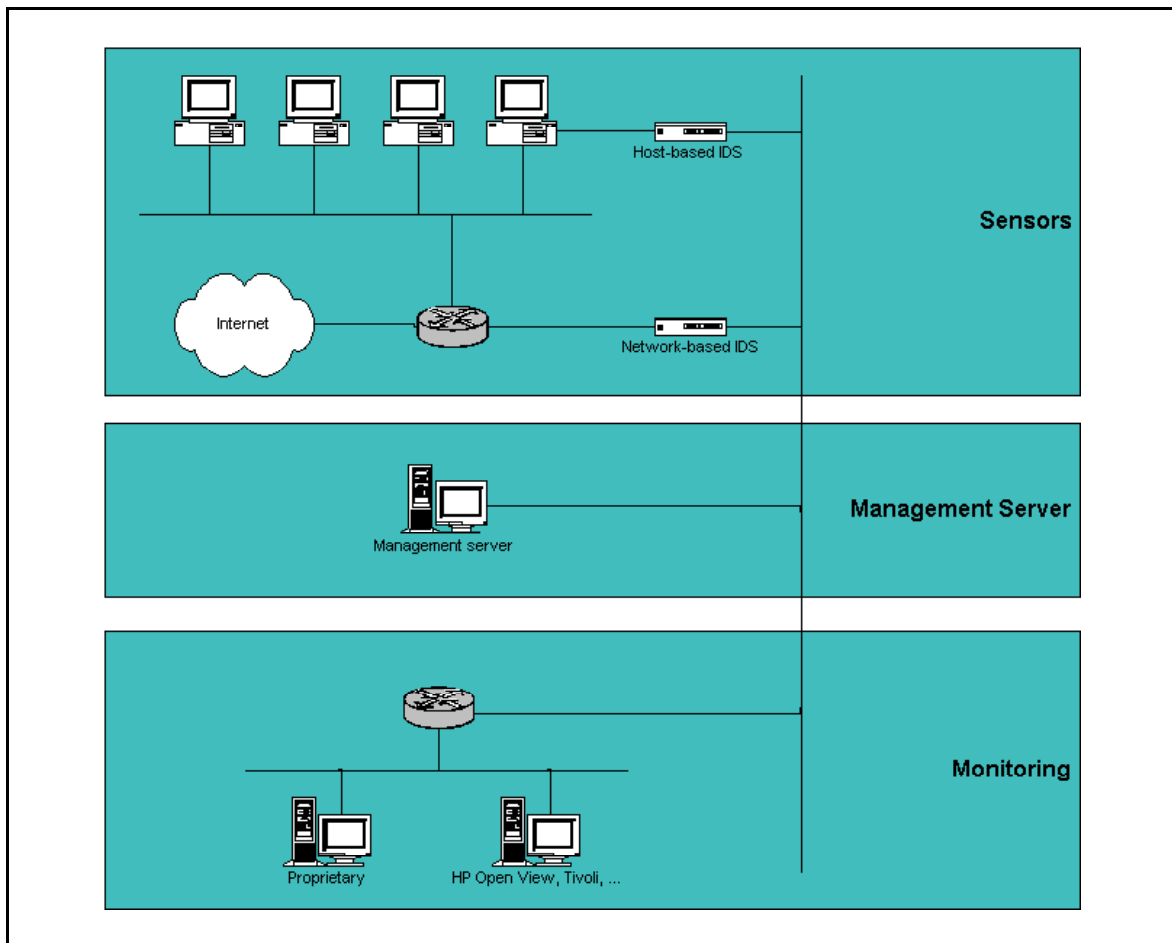 Host-based IDS
Sensors
Internet
Network-based IDS
Management Server
Management server
Monitoring
Proprietary
HP Open View, Tivoli, ...